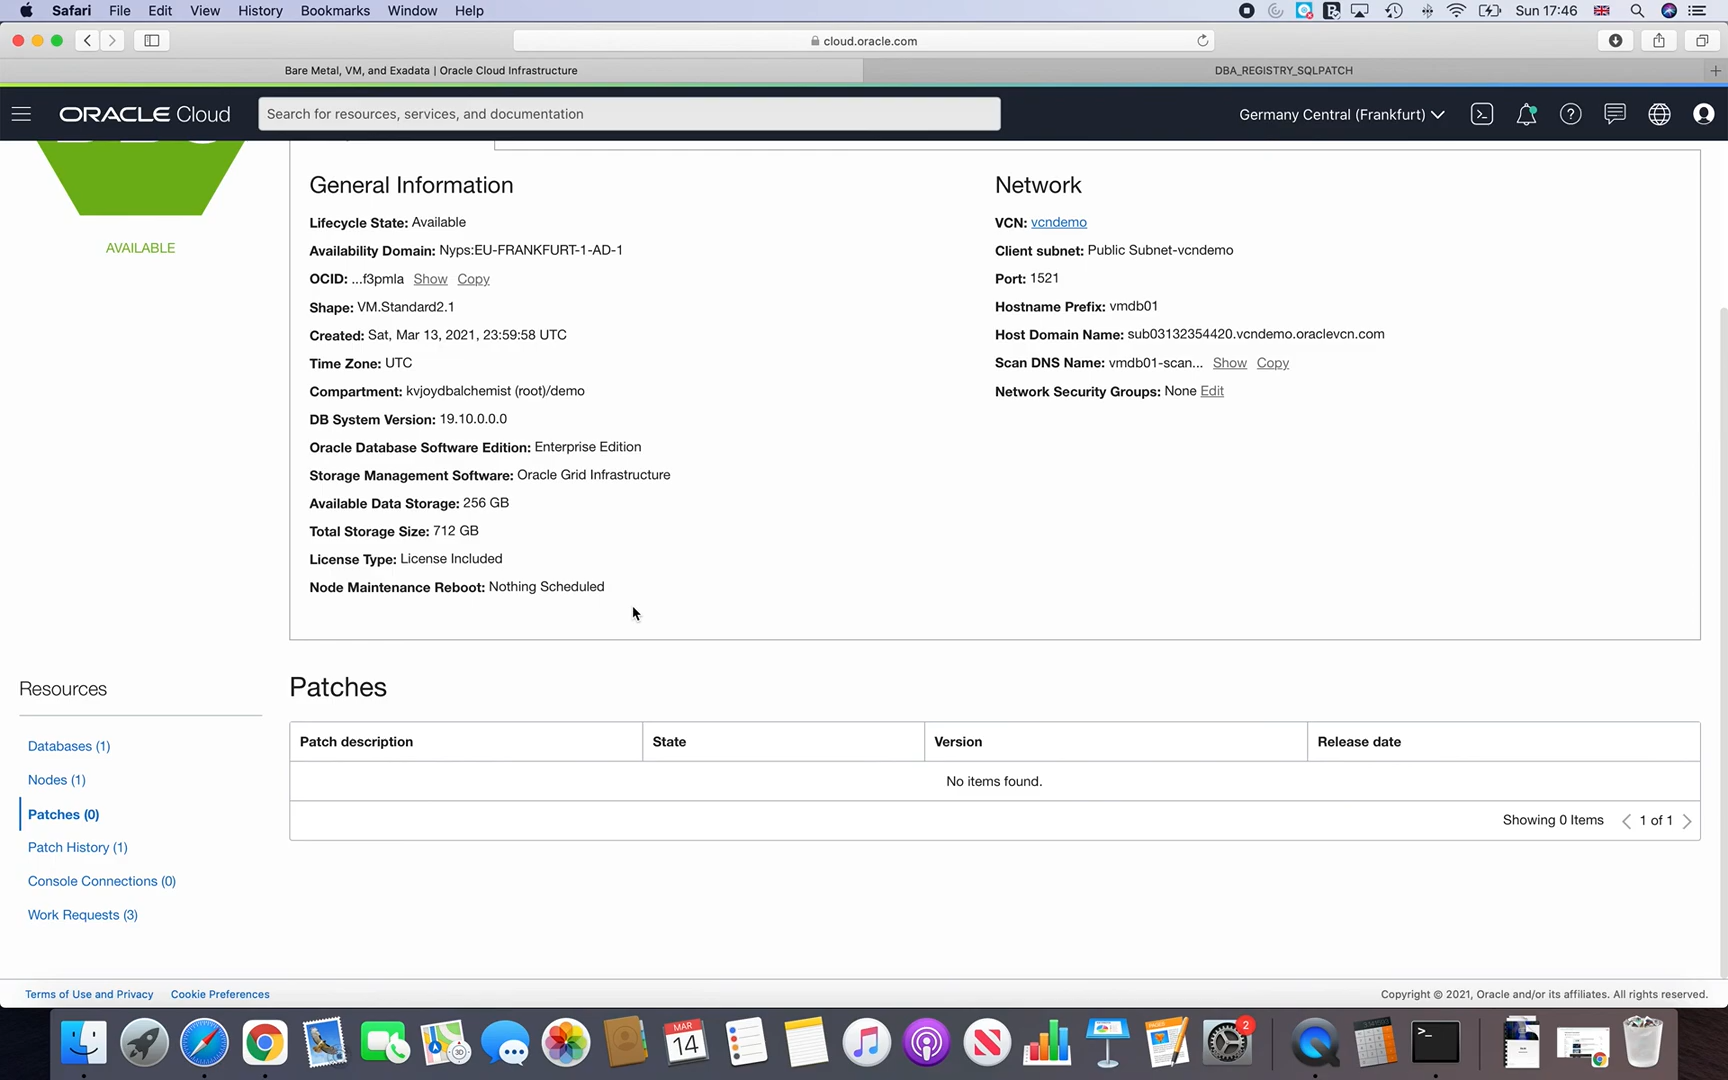 Safari File Edit View History Bookmarks Window Help Sun 17:46
cloud.oracle.com
Bare Metal, VM, and Exadata | Oracle Cloud Infrastructure DBA_REGISTRY_SQLPATCH
ORACLE Cloud Search for resources, services, and documentation Germany Central (Frankfurt)
General Information
Lifecycle State: Available
Availability Domain: Nyps:EU-FRANKFURT-1-AD-1
OCID: ...f3pmla Show Copy
Shape: VM.Standard2.1
Created: Sat, Mar 13, 2021, 23:59:58 UTC
Time Zone: UTC
Compartment: kvjoydbalchemist (root)/demo
DB System Version: 19.10.0.0.0
Oracle Database Software Edition: Enterprise Edition
Storage Management Software: Oracle Grid Infrastructure
Available Data Storage: 256 GB
Total Storage Size: 712 GB
License Type: License Included
Node Maintenance Reboot: Nothing Scheduled
Network
VCN: vcndemo
Client subnet: Public Subnet-vcndemo
Port: 1521
Hostname Prefix: vmdb01
Host Domain Name: sub03132354420.vcndemo.oraclevcn.com
Scan DNS Name: vmdb01-scan... Show Copy
Network Security Groups: None Edit
AVAILABLE
Resources
Databases (1)
Nodes (1)
Patches (0)
Patch History (1)
Console Connections (0)
Work Requests (3)
Patches
Patch description State Version Release date
No items found.
Showing 0 Items 1 of 1
Terms of Use and Privacy Cookie Preferences Copyright © 2021, Oracle and/or its affiliates. All rights reserved.
MAR
14
2